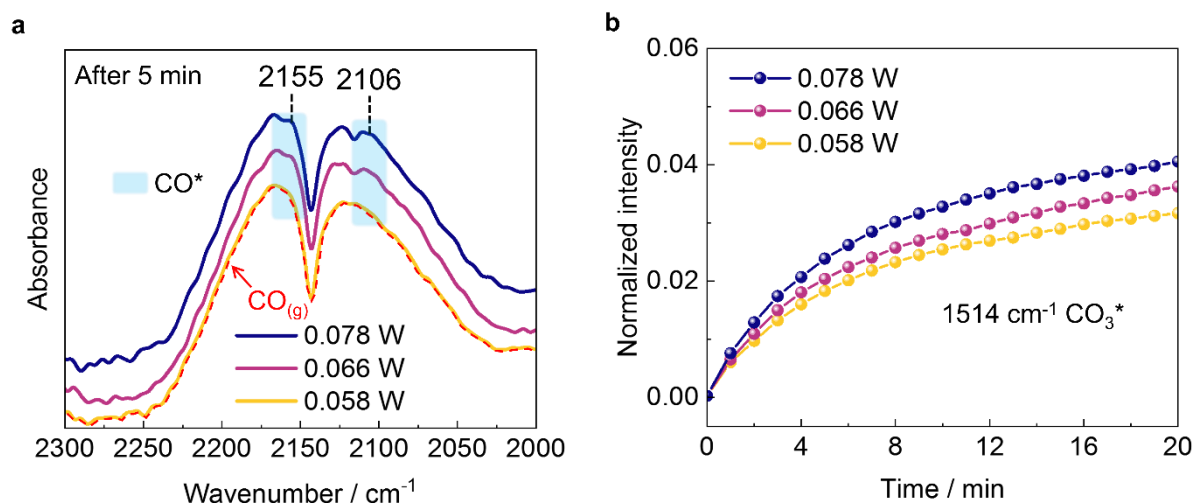 a
After 5 min
2155
2106
CO*
CO(g)
0.078 W
0.066 W
0.058 W
Absorbance
2300 2250 2200 2150 2100 2050 2000
Wavenumber / cm⁻¹
b
0.06
0.04
0.02
0.00
Normalized intensity
0.078 W
0.066 W
0.058 W
1514 cm⁻¹ CO₃*
0 4 8 12 16 20
Time / min